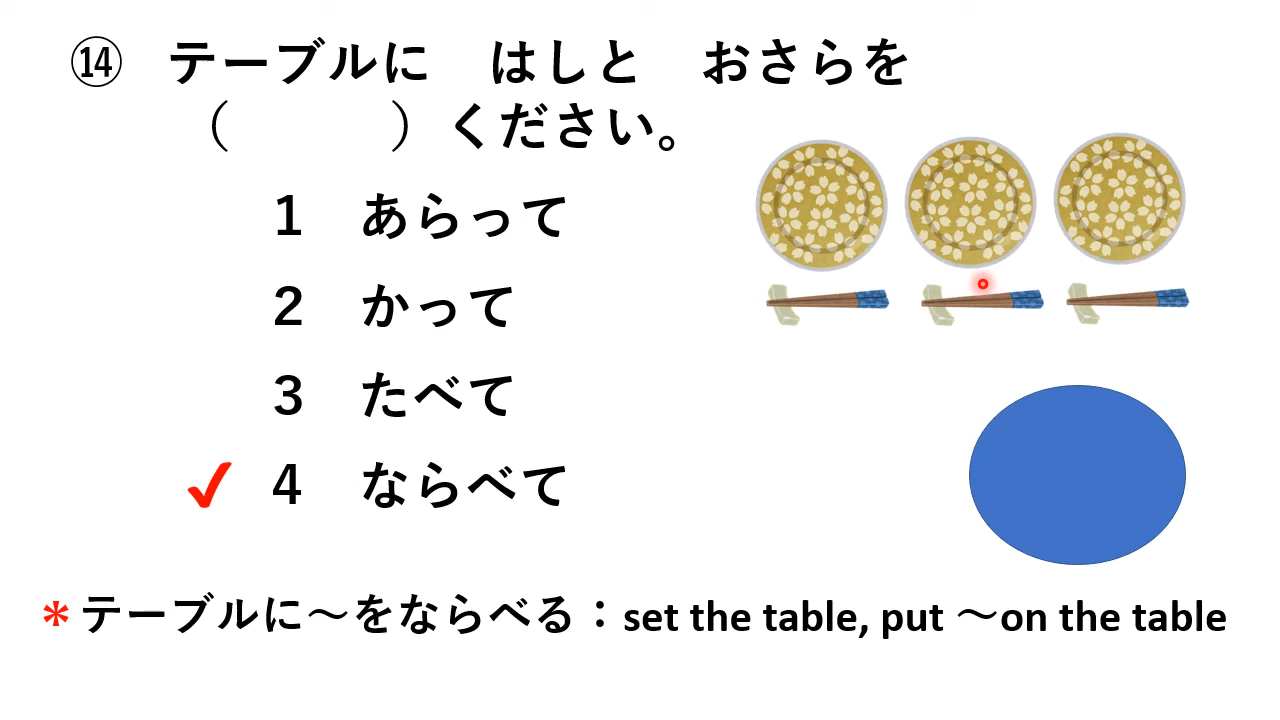 ⑭　テーブルに　はしと　おさらを
（　　　）ください。
1　あらって
2　かって
3　たべて
✓ 4　ならべて
*テーブルに～をならべる：set the table, put ～on the table